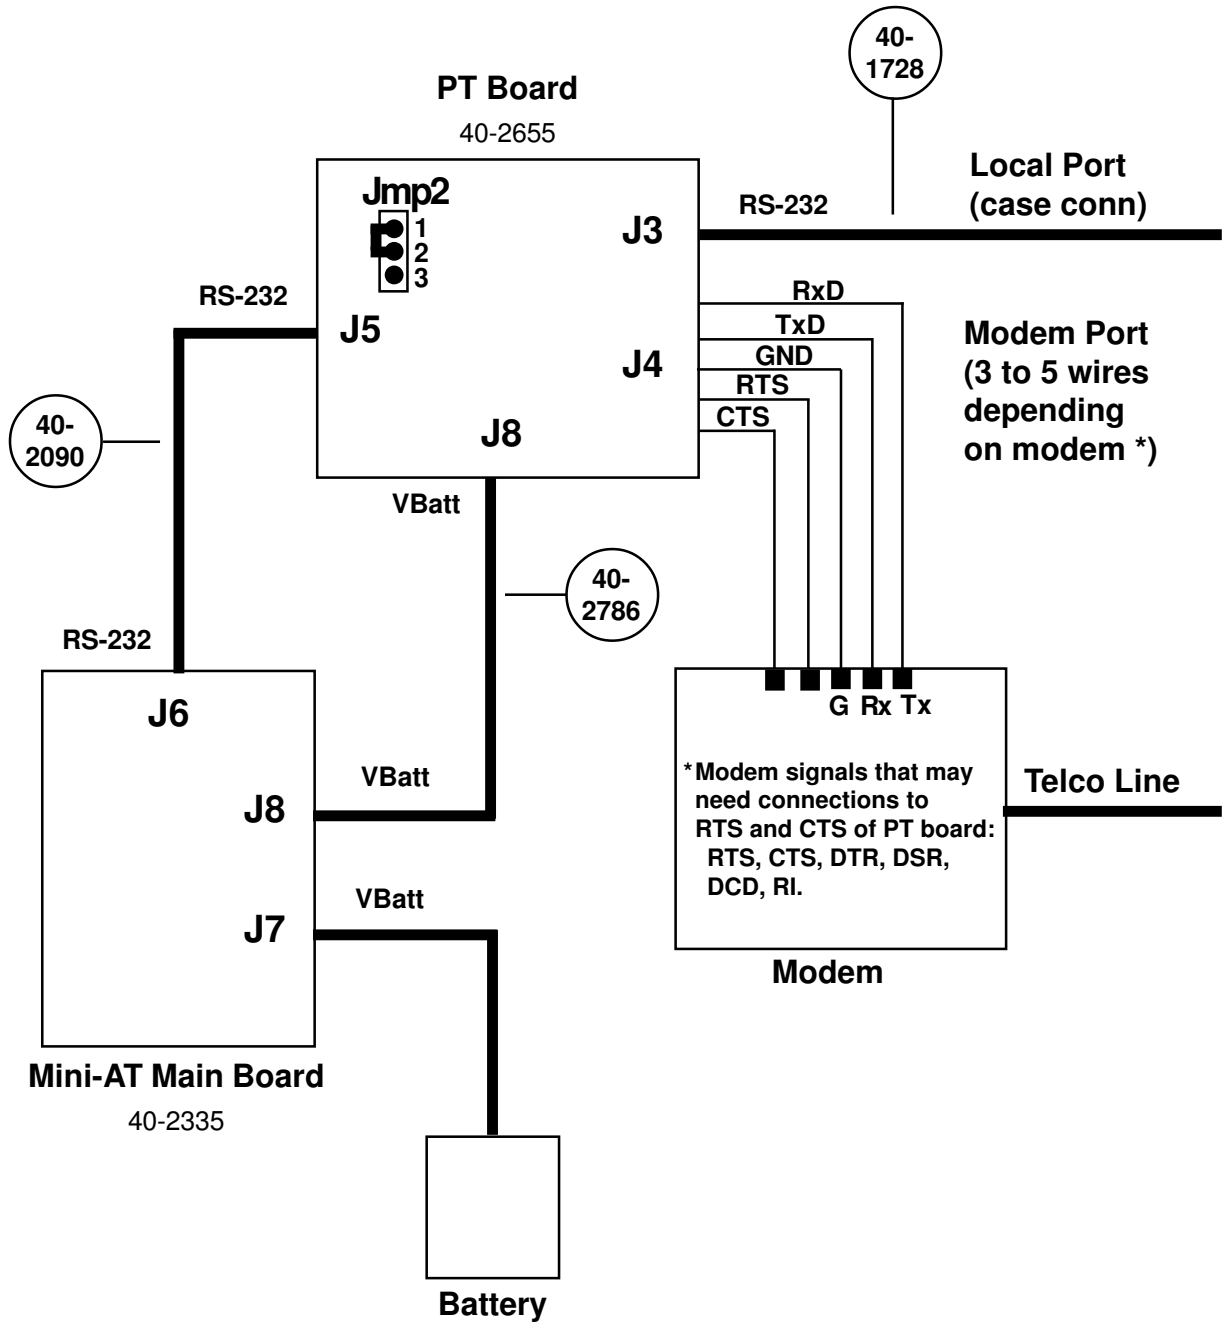 40-
1728
PT Board
40-2655
Local Port
(case conn)
Jmp2
1
2
3
J3
RS-232
RS-232
J5
RxD
TxD
GND
RTS
CTS
J4
Modem Port
(3 to 5 wires
depending
on modem *)
40-
2090
J8
VBatt
40-
2786
RS-232
J6
G Rx Tx
J8
VBatt
*Modem signals that may
need connections to
RTS and CTS of PT board:
RTS, CTS, DTR, DSR,
DCD, RI.
Telco Line
J7
VBatt
Modem
Mini-AT Main Board
40-2335
Battery